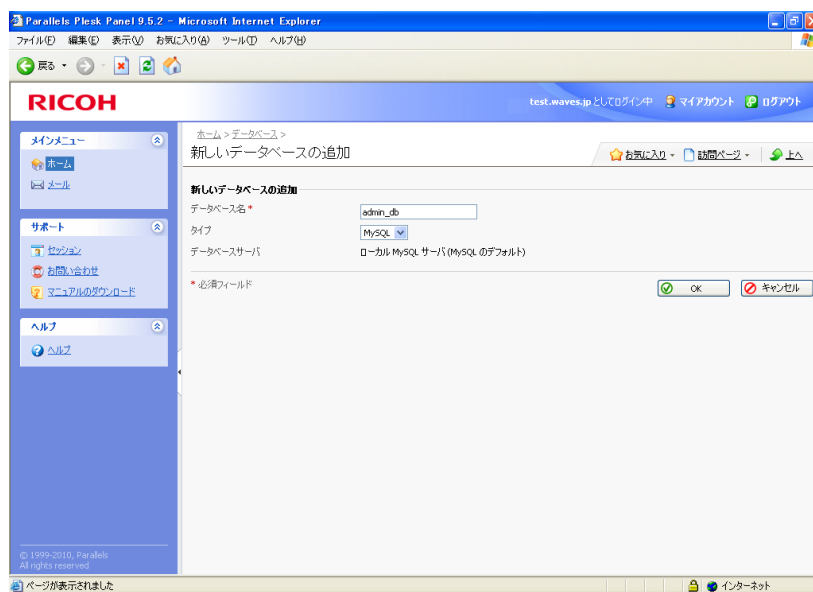 Parallels Plesk Panel 9.5.2 - Microsoft Internet Explorer
ファイル(F) 編集(E) 表示(V) お気に入り(A) ツール(T) ヘルプ(H)
戻る
RICOH
test.waves.jp としてログイン中 マイアカウント ログアウト
メインメニュー
ホーム
メール
サポート
セッション
お問い合わせ
マニュアルのダウンロード
ヘルプ
ヘルプ
© 1999-2010, Parallels
All rights reserved
ホーム > データベース >
新しいデータベースの追加
お気に入り 訪問ページ 上へ
新しいデータベースの追加
データベース名 * admin_db
タイプ MySQL
データベースサーバ ローカル MySQL サーバ (MySQL のデフォルト)
* 必須フィールド
OK キャンセル
ページが表示されました
インターネット